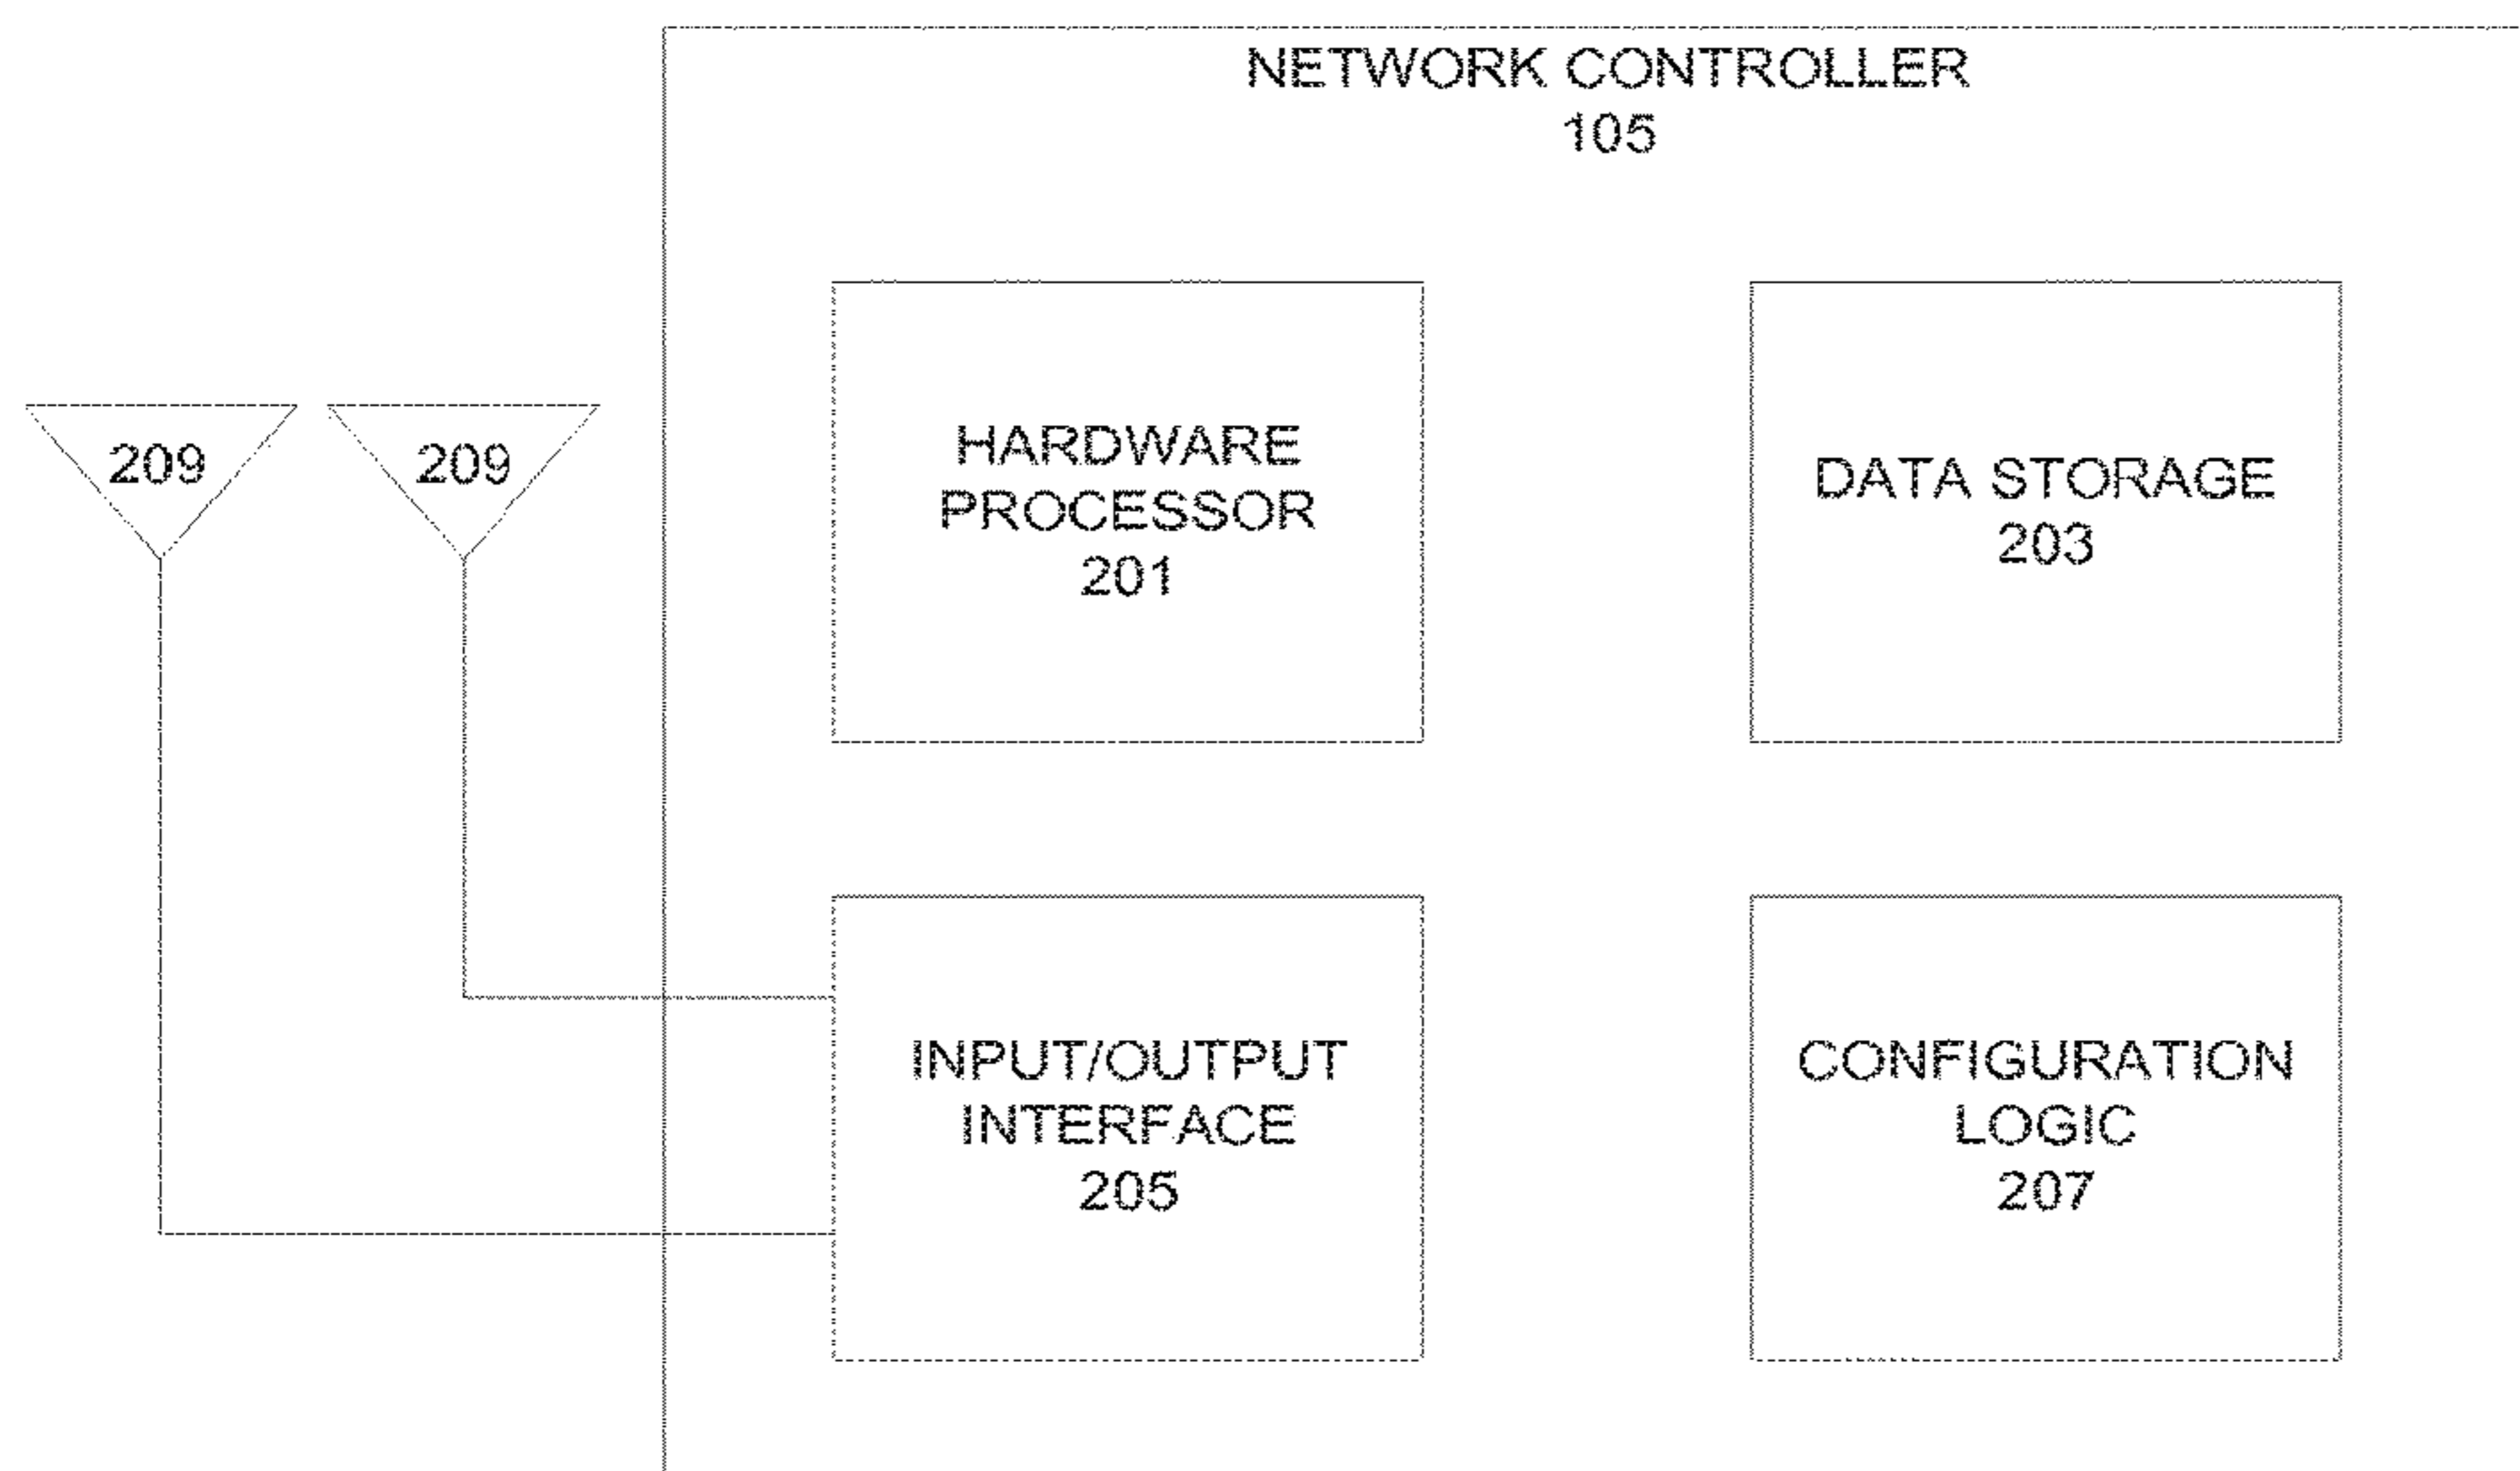 NETWORK CONTROLLER
105
209
209
HARDWARE
PROCESSOR
201
DATA STORAGE
203
INPUT/OUTPUT
INTERFACE
205
CONFIGURATION
LOGIC
207